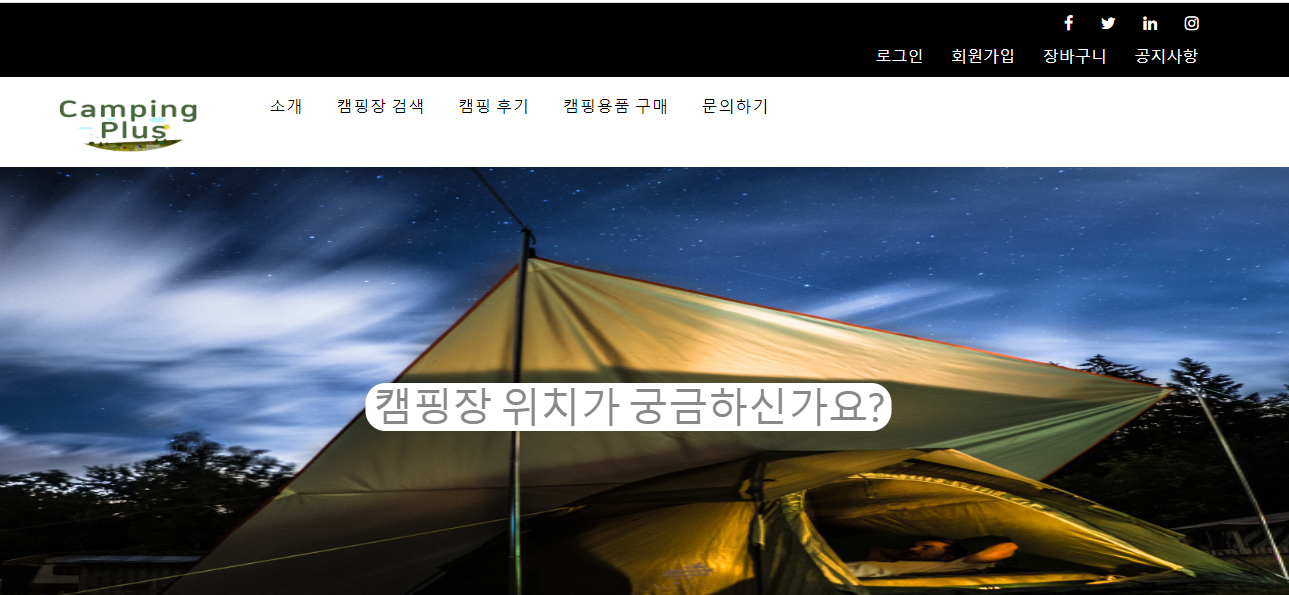 로그인 회원가입 장바구니 공지사항
Camping
Plus
소개 캠핑장 검색 캠핑 후기 캠핑용품 구매 문의하기
캠핑장 위치가 궁금하신가요?